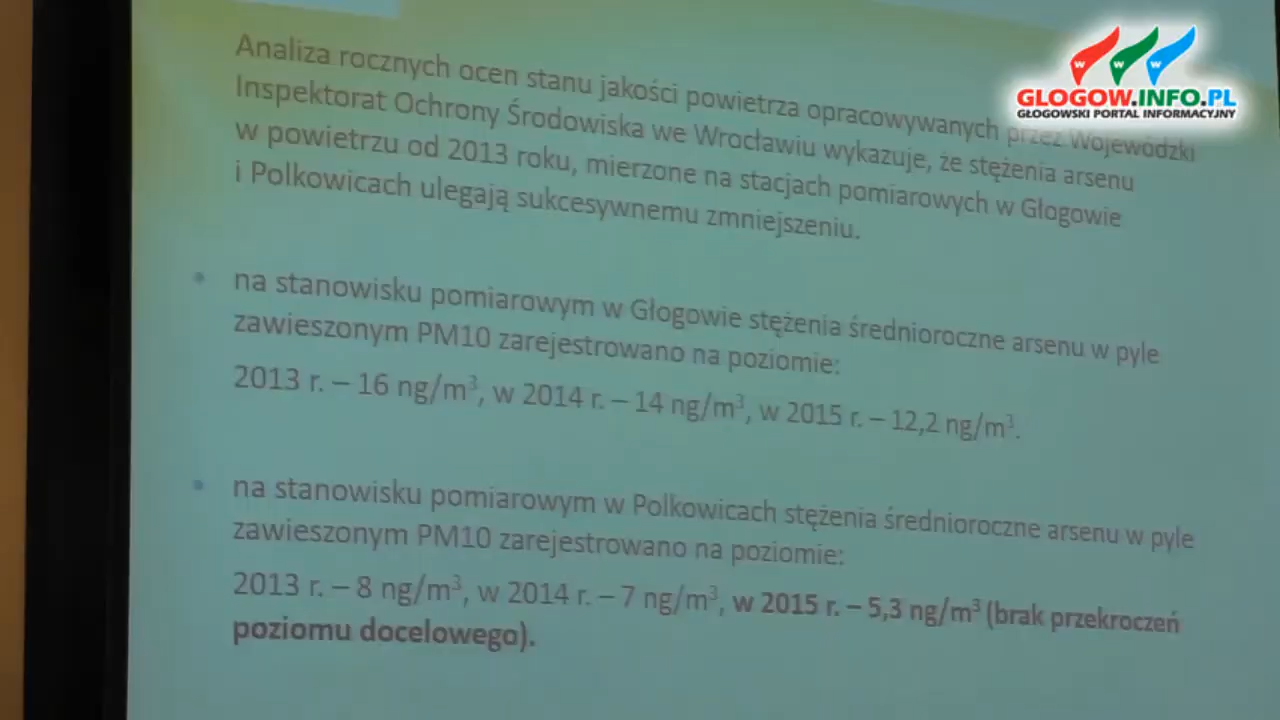 GLOGOW.INFO.PL
GŁOGOWSKI PORTAL INFORMACYJNY
Analiza rocznych ocen stanu jakości powietrza opracowywanych przez Wojewódzki
Inspektorat Ochrony Środowiska we Wrocławiu wykazuje, że stężenia arsenu
w powietrzu od 2013 roku, mierzone na stacjach pomiarowych w Głogowie
i Polkowicach ulegają sukcesywnemu zmniejszeniu.
• na stanowisku pomiarowym w Głogowie stężenia średnioroczne arsenu w pyle
zawieszonym PM10 zarejestrowano na poziomie:
2013 r. – 16 ng/m³, w 2014 r. – 14 ng/m³, w 2015 r. – 12,2 ng/m³.
• na stanowisku pomiarowym w Polkowicach stężenia średnioroczne arsenu w pyle
zawieszonym PM10 zarejestrowano na poziomie:
2013 r. – 8 ng/m³, w 2014 r. – 7 ng/m³, w 2015 r. – 5,3 ng/m³ (brak przekroczeń
poziomu docelowego).